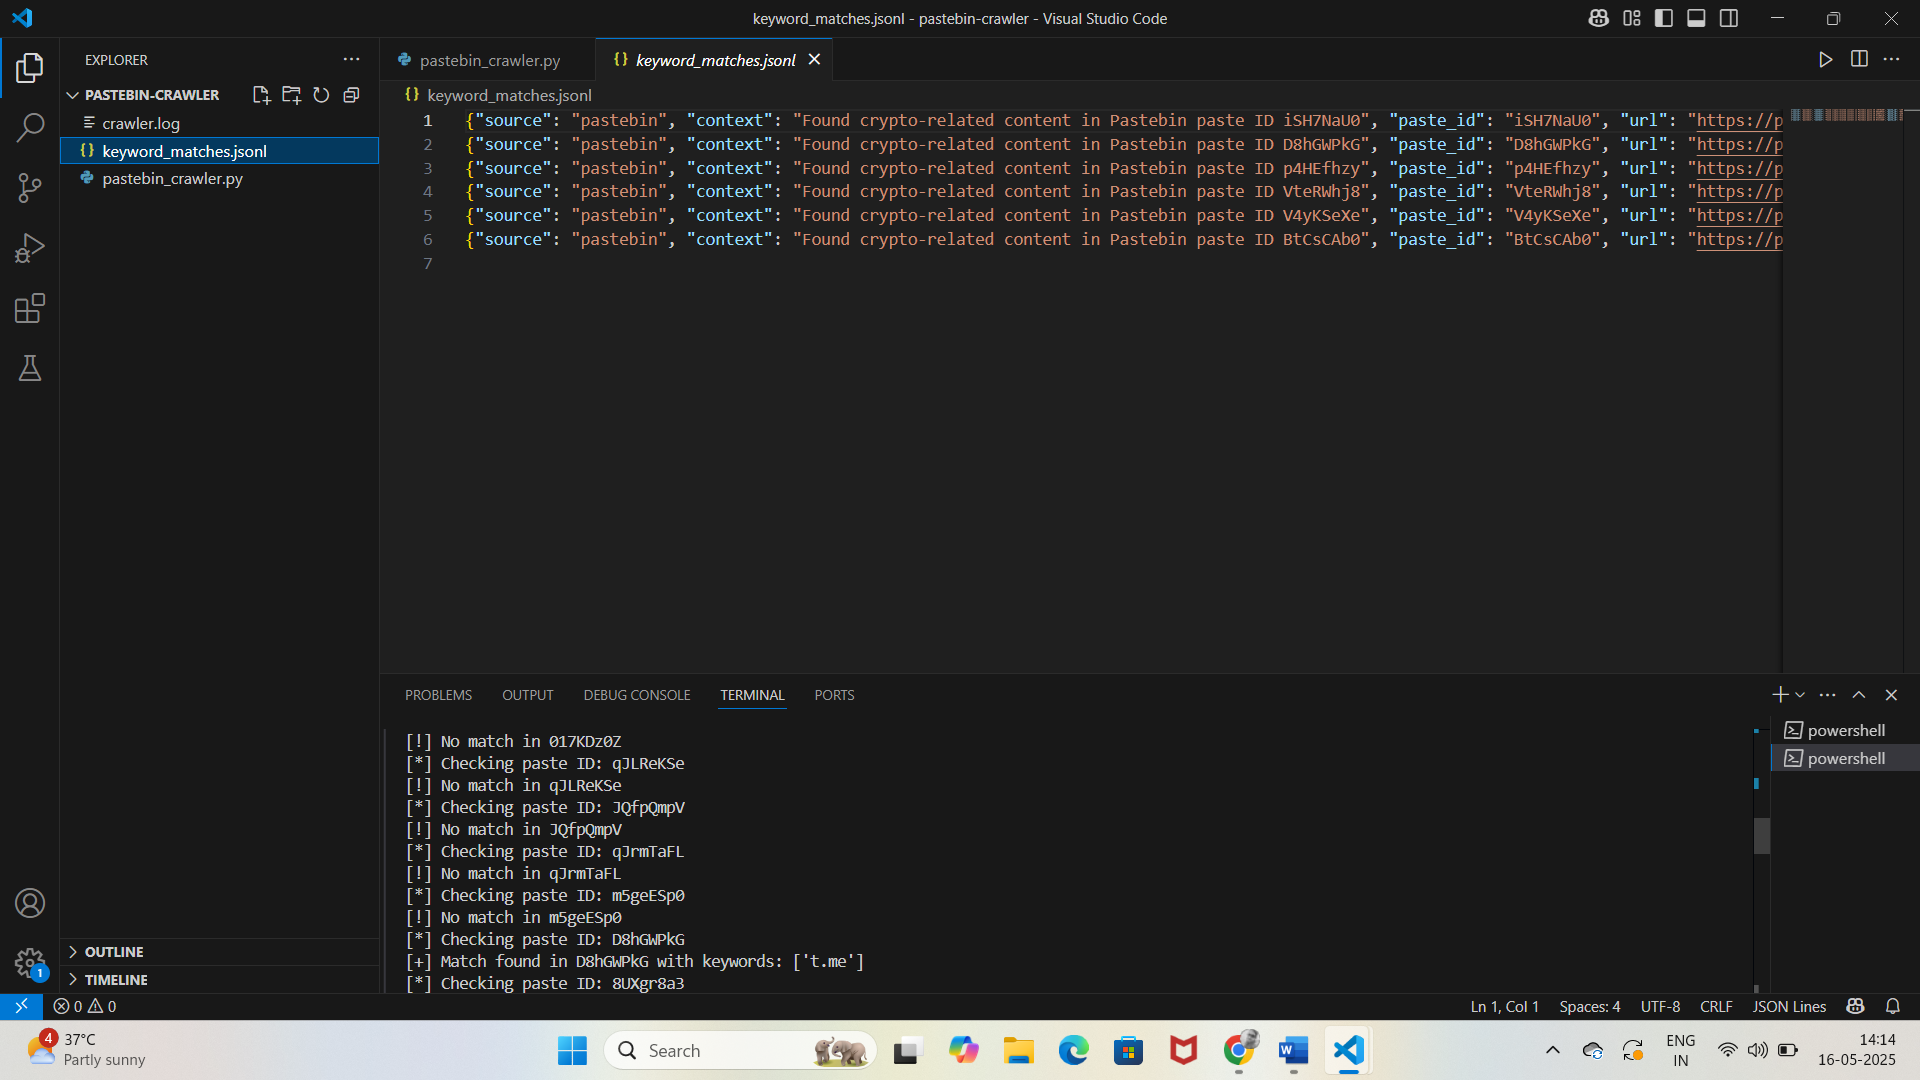 keyword_matches.jsonl - pastebin-crawler - Visual Studio Code
EXPLORER
PASTEBIN-CRAWLER
crawler.log
keyword_matches.jsonl
pastebin_crawler.py
OUTLINE
TIMELINE
pastebin_crawler.py
keyword_matches.jsonl
keyword_matches.jsonl
1 {"source": "pastebin", "context": "Found crypto-related content in Pastebin paste ID iSH7NaU0", "paste_id": "iSH7NaU0", "url": "https://p
2 {"source": "pastebin", "context": "Found crypto-related content in Pastebin paste ID D8hGWPkG", "paste_id": "D8hGWPkG", "url": "https://p
3 {"source": "pastebin", "context": "Found crypto-related content in Pastebin paste ID p4HEfhzy", "paste_id": "p4HEfhzy", "url": "https://p
4 {"source": "pastebin", "context": "Found crypto-related content in Pastebin paste ID VteRWhj8", "paste_id": "VteRWhj8", "url": "https://p
5 {"source": "pastebin", "context": "Found crypto-related content in Pastebin paste ID V4yKSeXe", "paste_id": "V4yKSeXe", "url": "https://p
6 {"source": "pastebin", "context": "Found crypto-related content in Pastebin paste ID BtCsCAb0", "paste_id": "BtCsCAb0", "url": "https://p
7
PROBLEMS OUTPUT DEBUG CONSOLE TERMINAL PORTS
[!] No match in 017KDz0Z
[*] Checking paste ID: qJLReKSe
[!] No match in qJLReKSe
[*] Checking paste ID: JQfpQmpV
[!] No match in JQfpQmpV
[*] Checking paste ID: qJrmTaFL
[!] No match in qJrmTaFL
[*] Checking paste ID: m5geESp0
[!] No match in m5geESp0
[*] Checking paste ID: D8hGWPkG
[+] Match found in D8hGWPkG with keywords: ['t.me']
[*] Checking paste ID: 8UXgr8a3
powershell
powershell
1
0 0
Ln 1, Col 1 Spaces: 4 UTF-8 CRLF JSON Lines
4
37°C
Partly sunny
Search
ENG
IN
14:14
16-05-2025